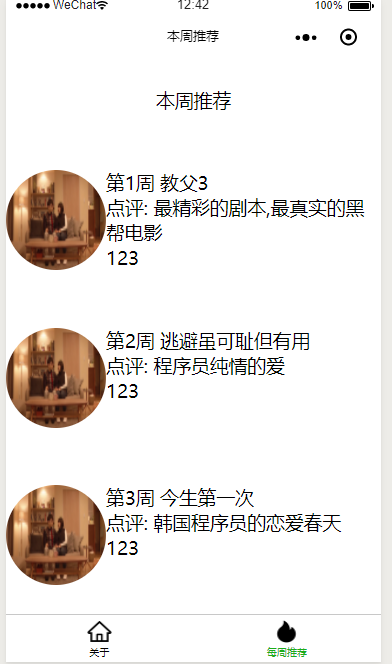 WeChat 12:42 100%
本周推荐
本周推荐
第1周 教父3
点评: 最精彩的剧本,最真实的黑
帮电影
123
第2周 逃避虽可耻但有用
点评: 程序员纯情的爱
123
第3周 今生第一次
点评: 韩国程序员的恋爱春天
123
关于 每周推荐